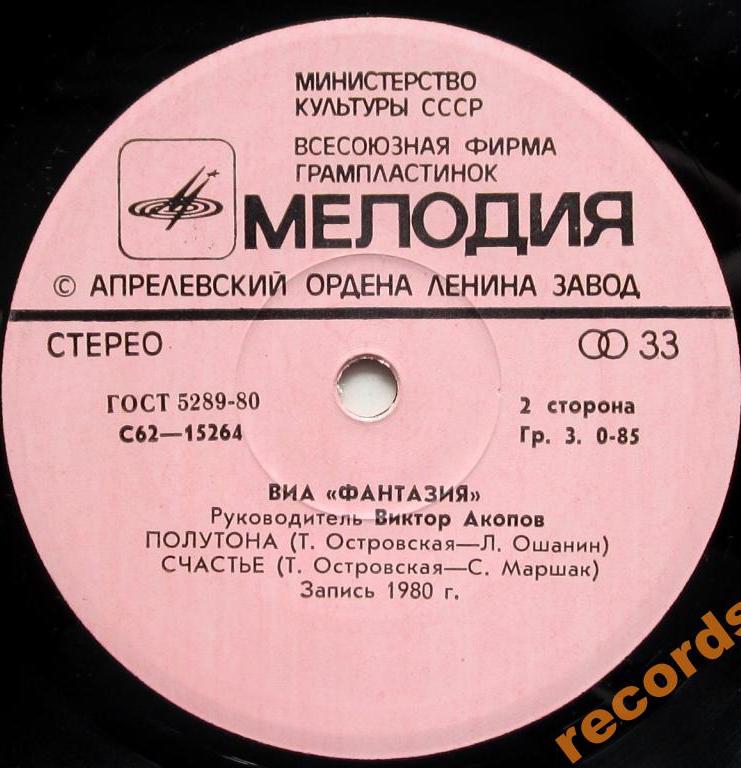 МИНИСТЕРСТВО
КУЛЬТУРЫ СССР
ВСЕСОЮЗНАЯ ФИРМА
ГРАМПЛАСТИНОК
МЕЛОДИЯ
© АПРЕЛЕВСКИЙ ОРДЕНА ЛЕНИНА ЗАВОД
СТЕРЕО
33
ГОСТ 5289-80
С62—15264
2 сторона
Гр. 3. 0-85
ВИА «ФАНТАЗИЯ»
Руководитель Виктор Акопов
ПОЛУТОНА (Т. Островская—Л. Ошанин)
СЧАСТЬЕ (Т. Островская—С. Маршак)
Запись 1980 г.
records